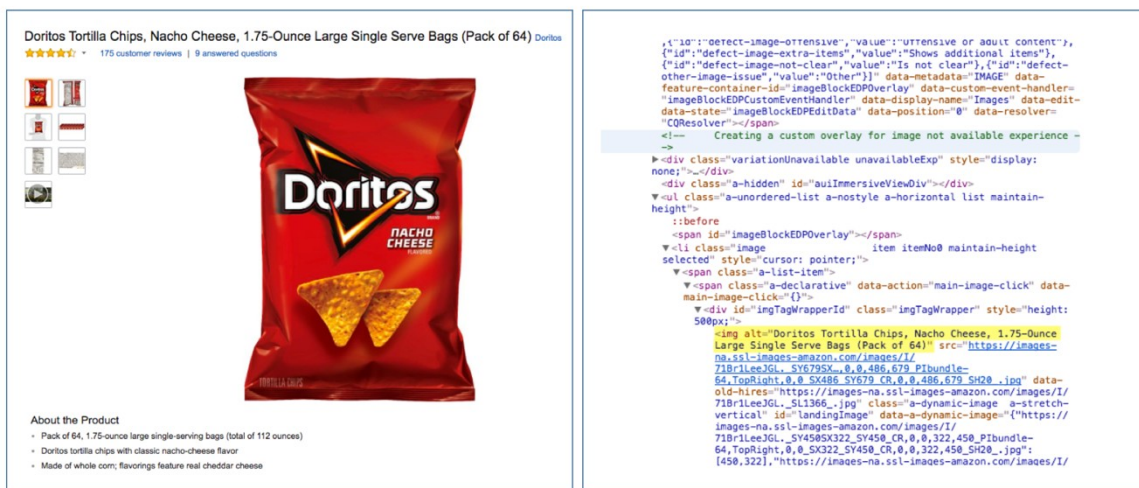 Doritos Tortilla Chips, Nacho Cheese, 1.75-Ounce Large Single Serve Bags (Pack of 64) Doritos
175 customer reviews | 9 answered questions
Doritos
NACHO
CHEESE
FLAVORED
TORTILLA CHIPS
About the Product
Pack of 64, 1.75-ounce large single-serving bags (total of 112 ounces)
Doritos tortilla chips with classic nacho-cheese flavor
Made of whole corn; flavorings feature real cheddar cheese
,{"id":"defect-image-offensive","value":"Offensive or adult content"},
{"id":"defect-image-extra-items","value":"Shows additional items"},
{"id":"defect-image-not-clear","value":"Is not clear"},{"id":"defect-
other-image-issue","value":"Other"}]" data-metadata="IMAGE" data-
feature-container-id="imageBlockEDPOverlay" data-custom-event-handler=
"imageBlockEDPCustomEventHandler" data-display-name="Images" data-edit-
data-state="imageBlockEDPEditData" data-position="0" data-resolver=
"CQResolver"></span>
<!-- Creating a custom overlay for image not available experience -
->
<div class="variationUnavailable unavailableExp" style="display:
none;">…</div>
<div class="a-hidden" id="auiImmersiveViewDiv"></div>
<ul class="a-unordered-list a-nostyle a-horizontal list maintain-
height">
::before
<span id="imageBlockEDPOverlay"></span>
<li class="image item itemNo0 maintain-height
selected" style="cursor: pointer;">
<span class="a-list-item">
<span class="a-declarative" data-action="main-image-click" data-
main-image-click="{}">
<div id="imgTagWrapperId" class="imgTagWrapper" style="height:
500px;">
<img alt="Doritos Tortilla Chips, Nacho Cheese, 1.75-Ounce
Large Single Serve Bags (Pack of 64)" src="https://images-
na.ssl-images-amazon.com/images/I/
71Br1LeeJGL._SY679SX…,0,0,486,679_PIbundle-
64,TopRight,0,0_SX486_SY679_CR,0,0,486,679_SH20_.jpg" data-
old-hires="https://images-na.ssl-images-amazon.com/images/I/
71Br1LeeJGL._SL1366_.jpg" class="a-dynamic-image a-stretch-
vertical" id="landingImage" data-a-dynamic-image="{"https://
images-na.ssl-images-amazon.com/images/I/
71Br1LeeJGL._SY450SX322_SY450_CR,0,0,322,450_PIbundle-
64,TopRight,0,0_SX322_SY450_CR,0,0,322,450_SH20_.jpg":
[450,322],"https://images-na.ssl-images-amazon.com/images/I/